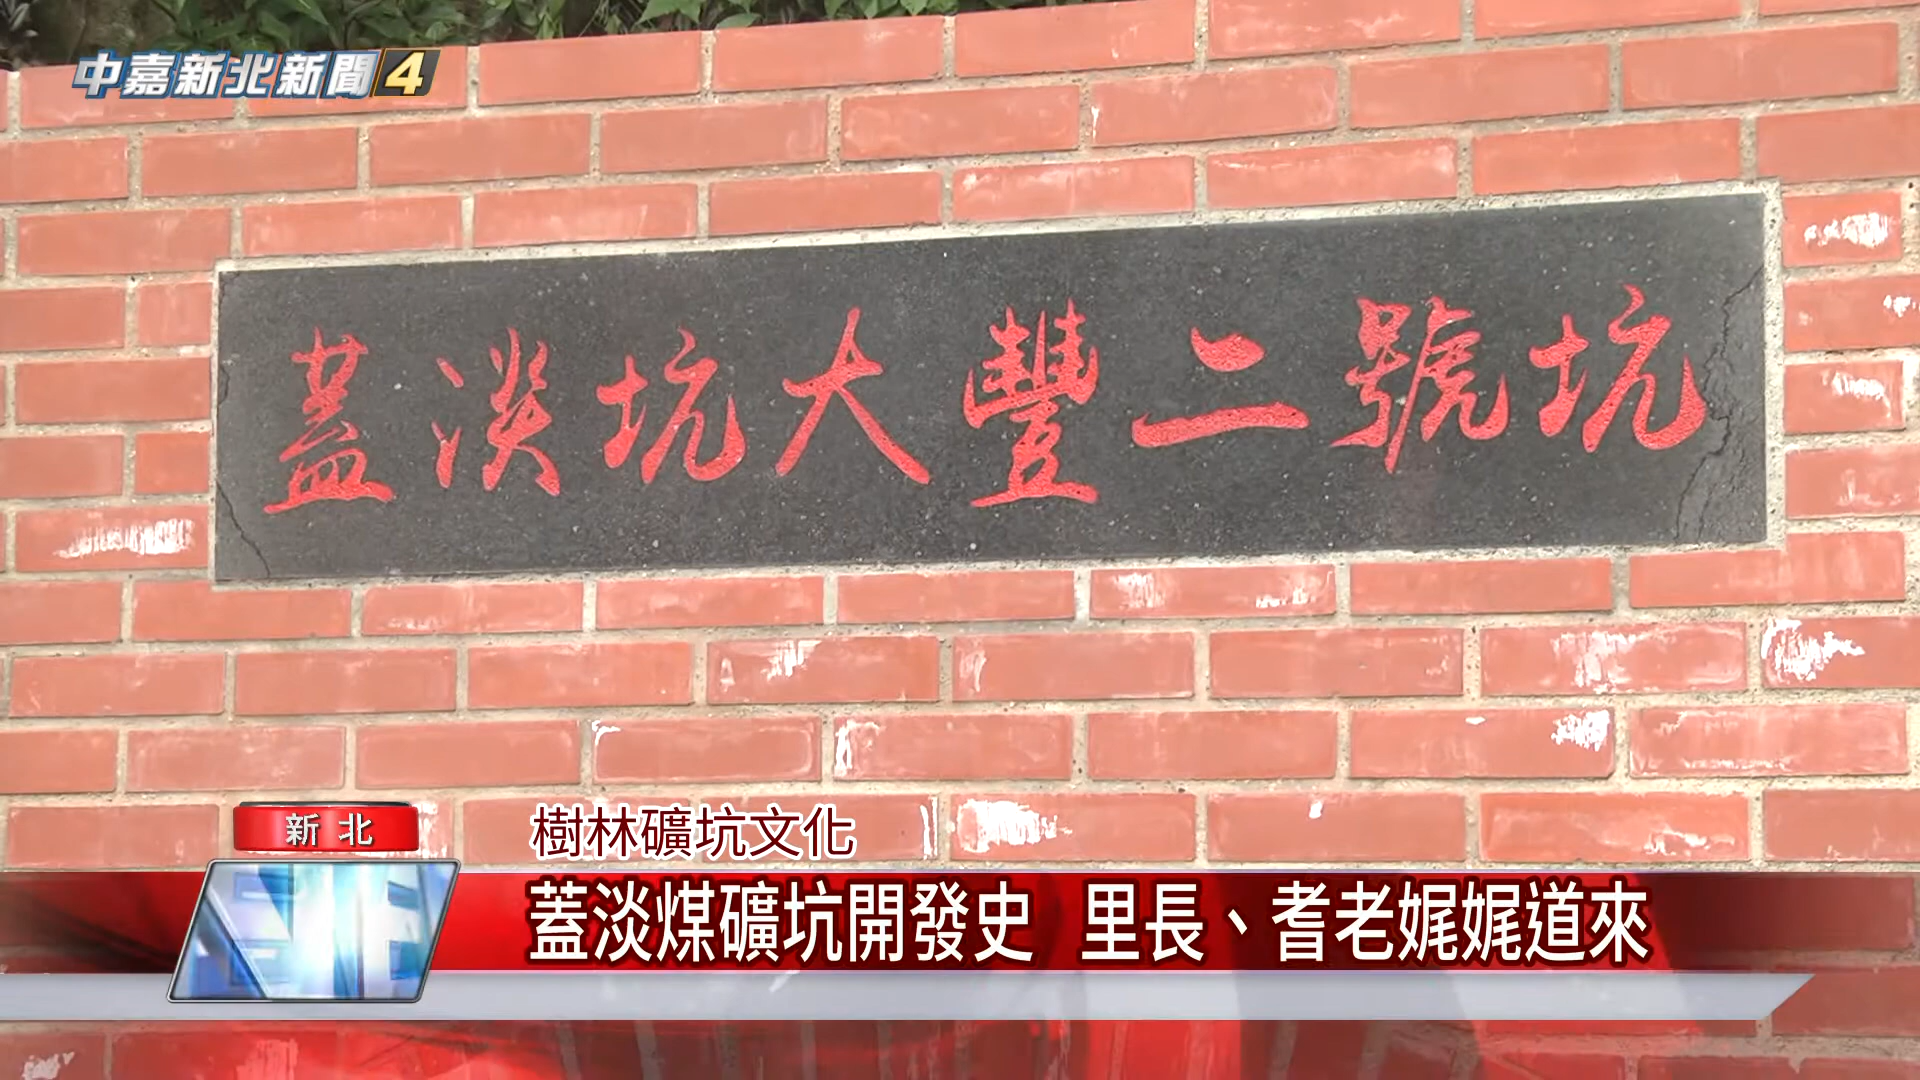 中嘉新北新聞4
蓋淡坑大豐二號坑
新北
樹林礦坑文化
蓋淡煤礦坑開發史 里長、耆老娓娓道來